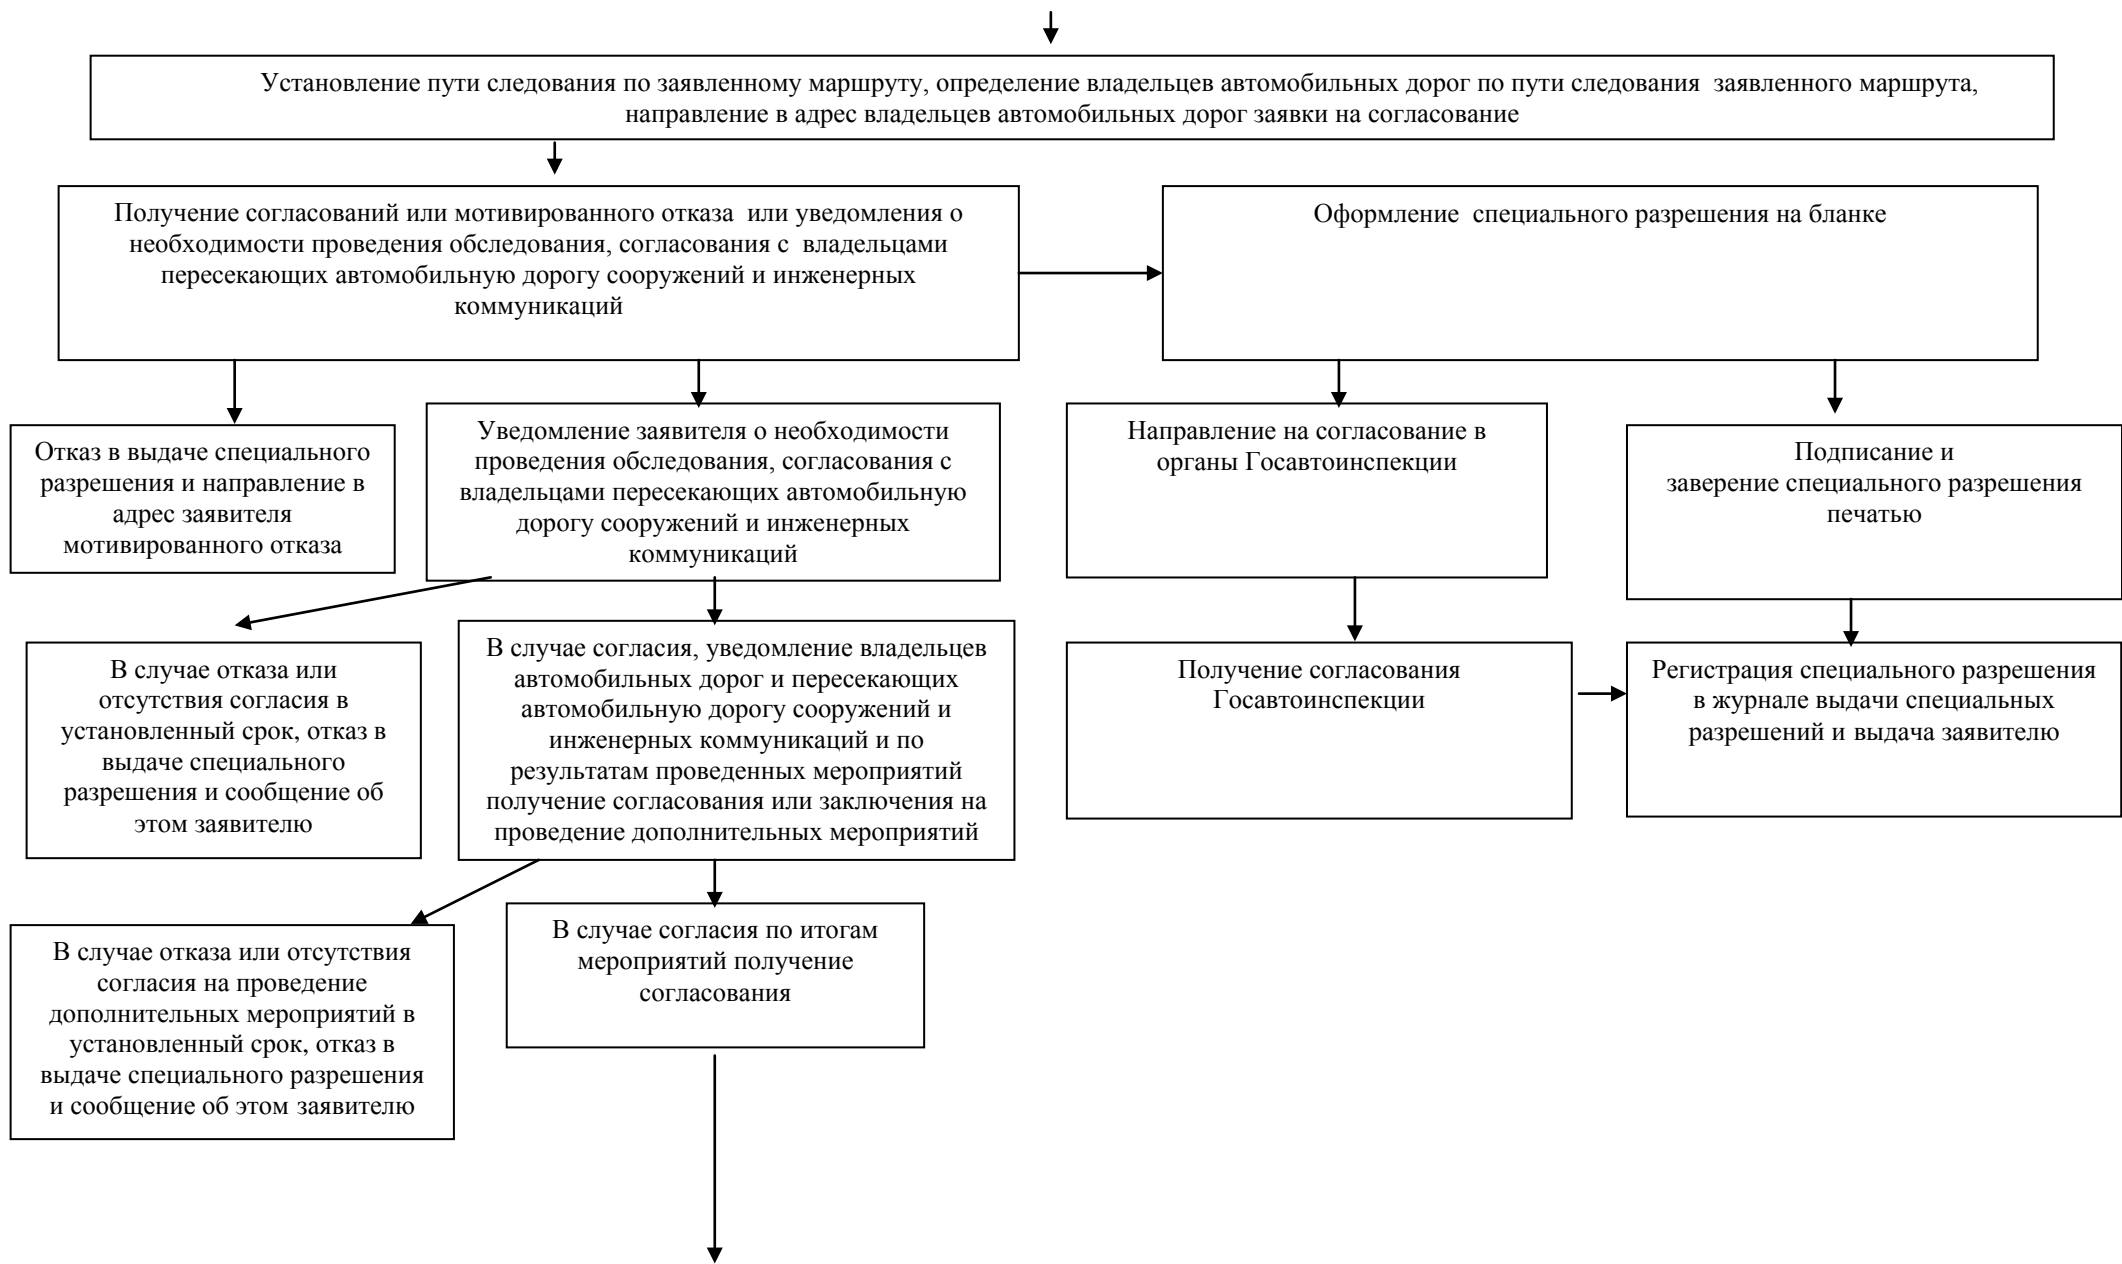 Установление пути следования по заявленному маршруту, определение владельцев автомобильных дорог по пути следования заявленного маршрута,
направление в адрес владельцев автомобильных дорог заявки на согласование
Получение согласований или мотивированного отказа или уведомления о
необходимости проведения обследования, согласования с владельцами
пересекающих автомобильную дорогу сооружений и инженерных
коммуникаций
Оформление специального разрешения на бланке
Отказ в выдаче специального
разрешения и направление в
адрес заявителя
мотивированного отказа
Уведомление заявителя о необходимости
проведения обследования, согласования с
владельцами пересекающих автомобильную
дорогу сооружений и инженерных
коммуникаций
Направление на согласование в
органы Госавтоинспекции
Подписание и
заверение специального разрешения
печатью
В случае отказа или
отсутствия согласия в
установленный срок, отказ в
выдаче специального
разрешения и сообщение об
этом заявителю
В случае согласия, уведомление владельцев
автомобильных дорог и пересекающих
автомобильную дорогу сооружений и
инженерных коммуникаций и по
результатам проведенных мероприятий
получение согласования или заключения на
проведение дополнительных мероприятий
Получение согласования
Госавтоинспекции
Регистрация специального разрешения
в журнале выдачи специальных
разрешений и выдача заявителю
В случае отказа или отсутствия
согласия на проведение
дополнительных мероприятий в
установленный срок, отказ в
выдаче специального разрешения
и сообщение об этом заявителю
В случае согласия по итогам
мероприятий получение
согласования